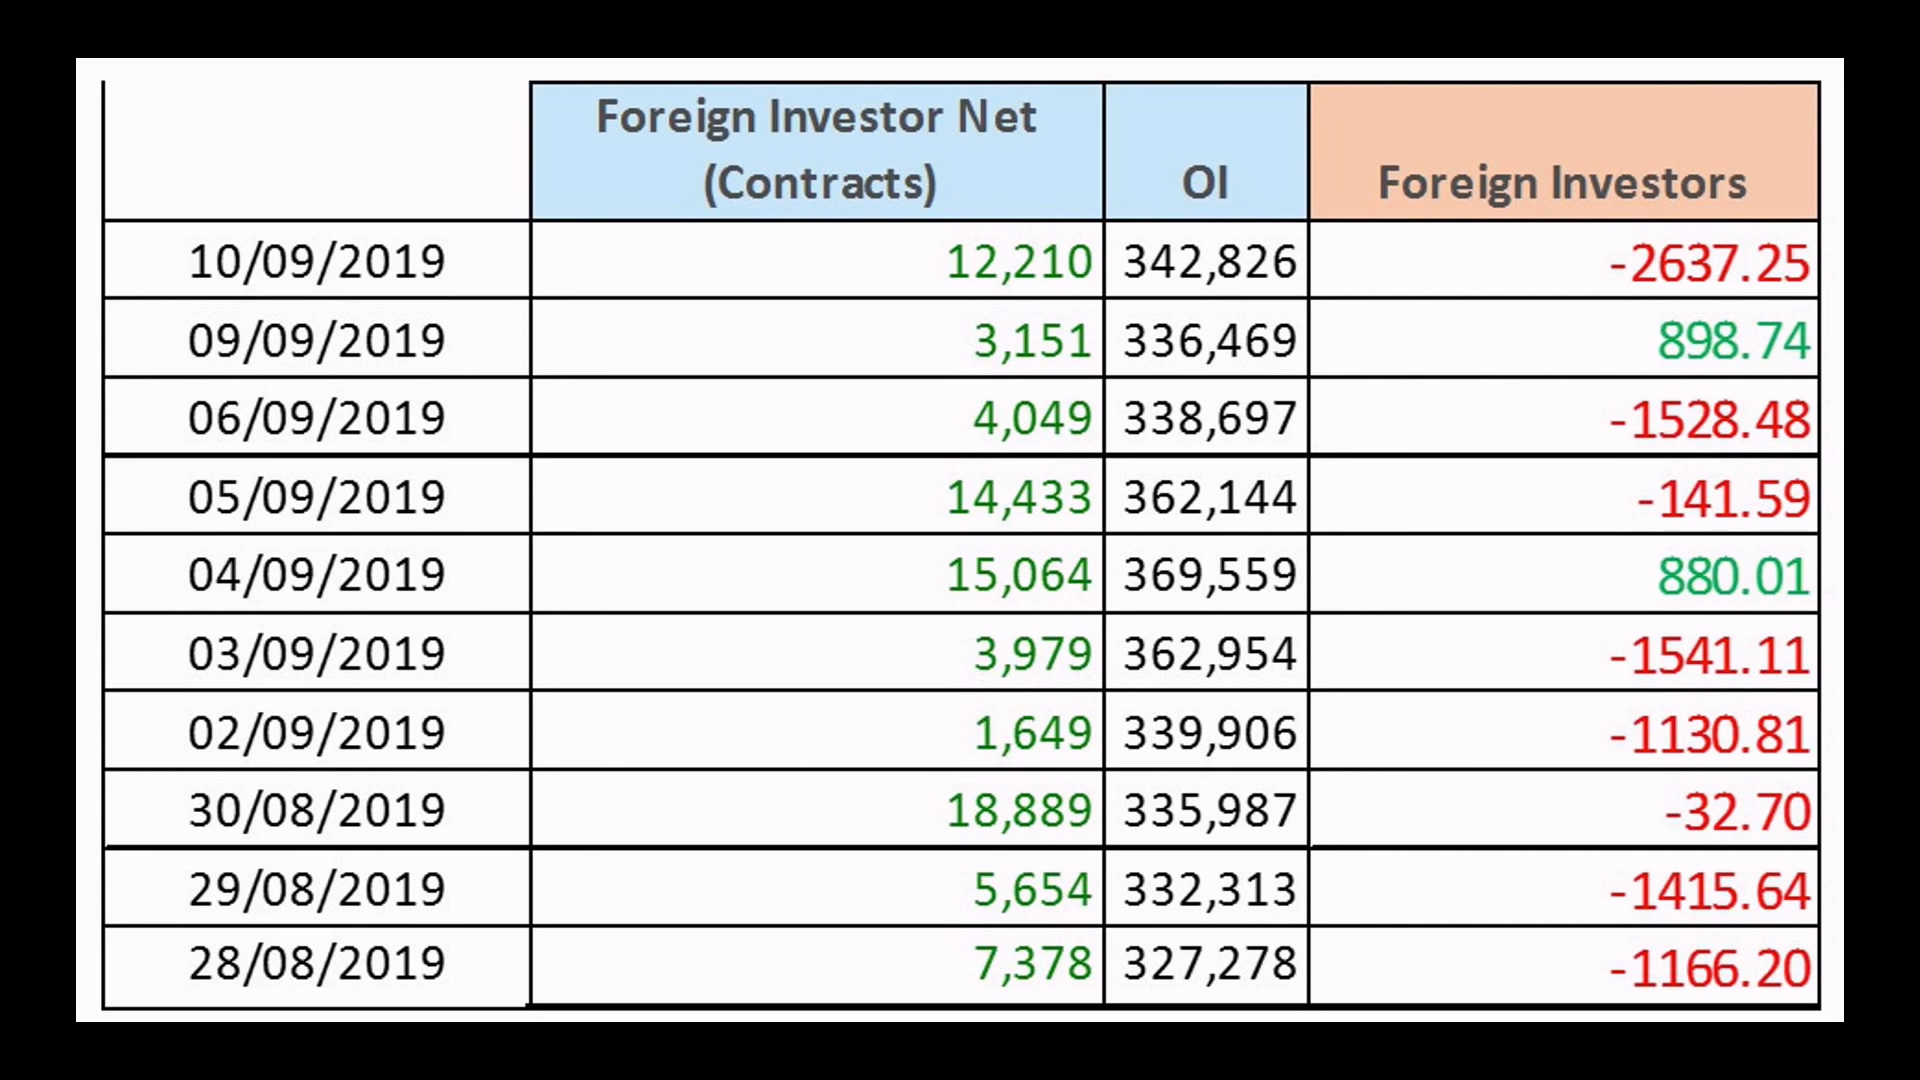 Foreign Investor Net
(Contracts) OI Foreign Investors
10/09/2019 12,210 342,826 -2637.25
09/09/2019 3,151 336,469 898.74
06/09/2019 4,049 338,697 -1528.48
05/09/2019 14,433 362,144 -141.59
04/09/2019 15,064 369,559 880.01
03/09/2019 3,979 362,954 -1541.11
02/09/2019 1,649 339,906 -1130.81
30/08/2019 18,889 335,987 -32.70
29/08/2019 5,654 332,313 -1415.64
28/08/2019 7,378 327,278 -1166.20